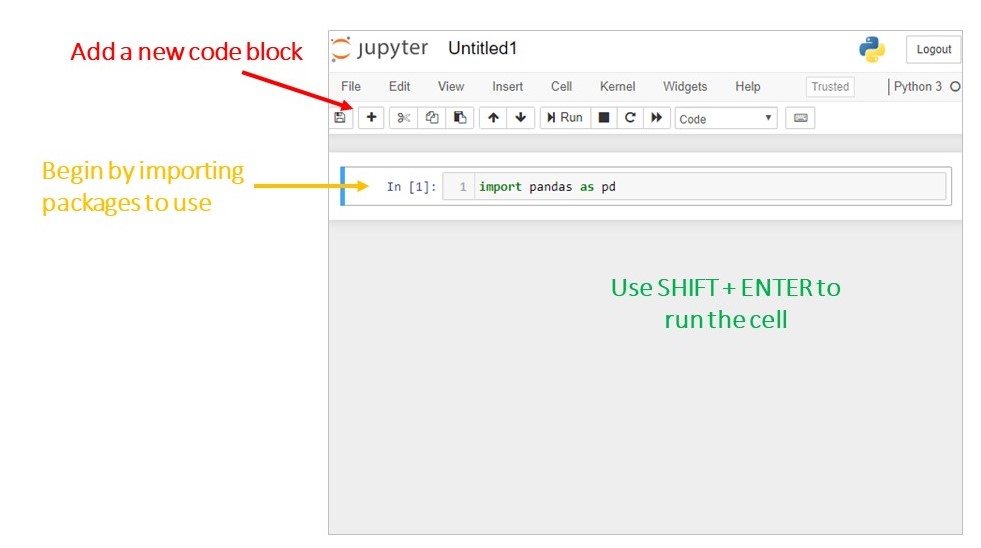 Add a new code block
jupyter Untitled1
Logout
File Edit View Insert Cell Kernel Widgets Help Trusted Python 3
Run Code
Begin by importing
packages to use
In [1]: 1 import pandas as pd
Use SHIFT + ENTER to
run the cell